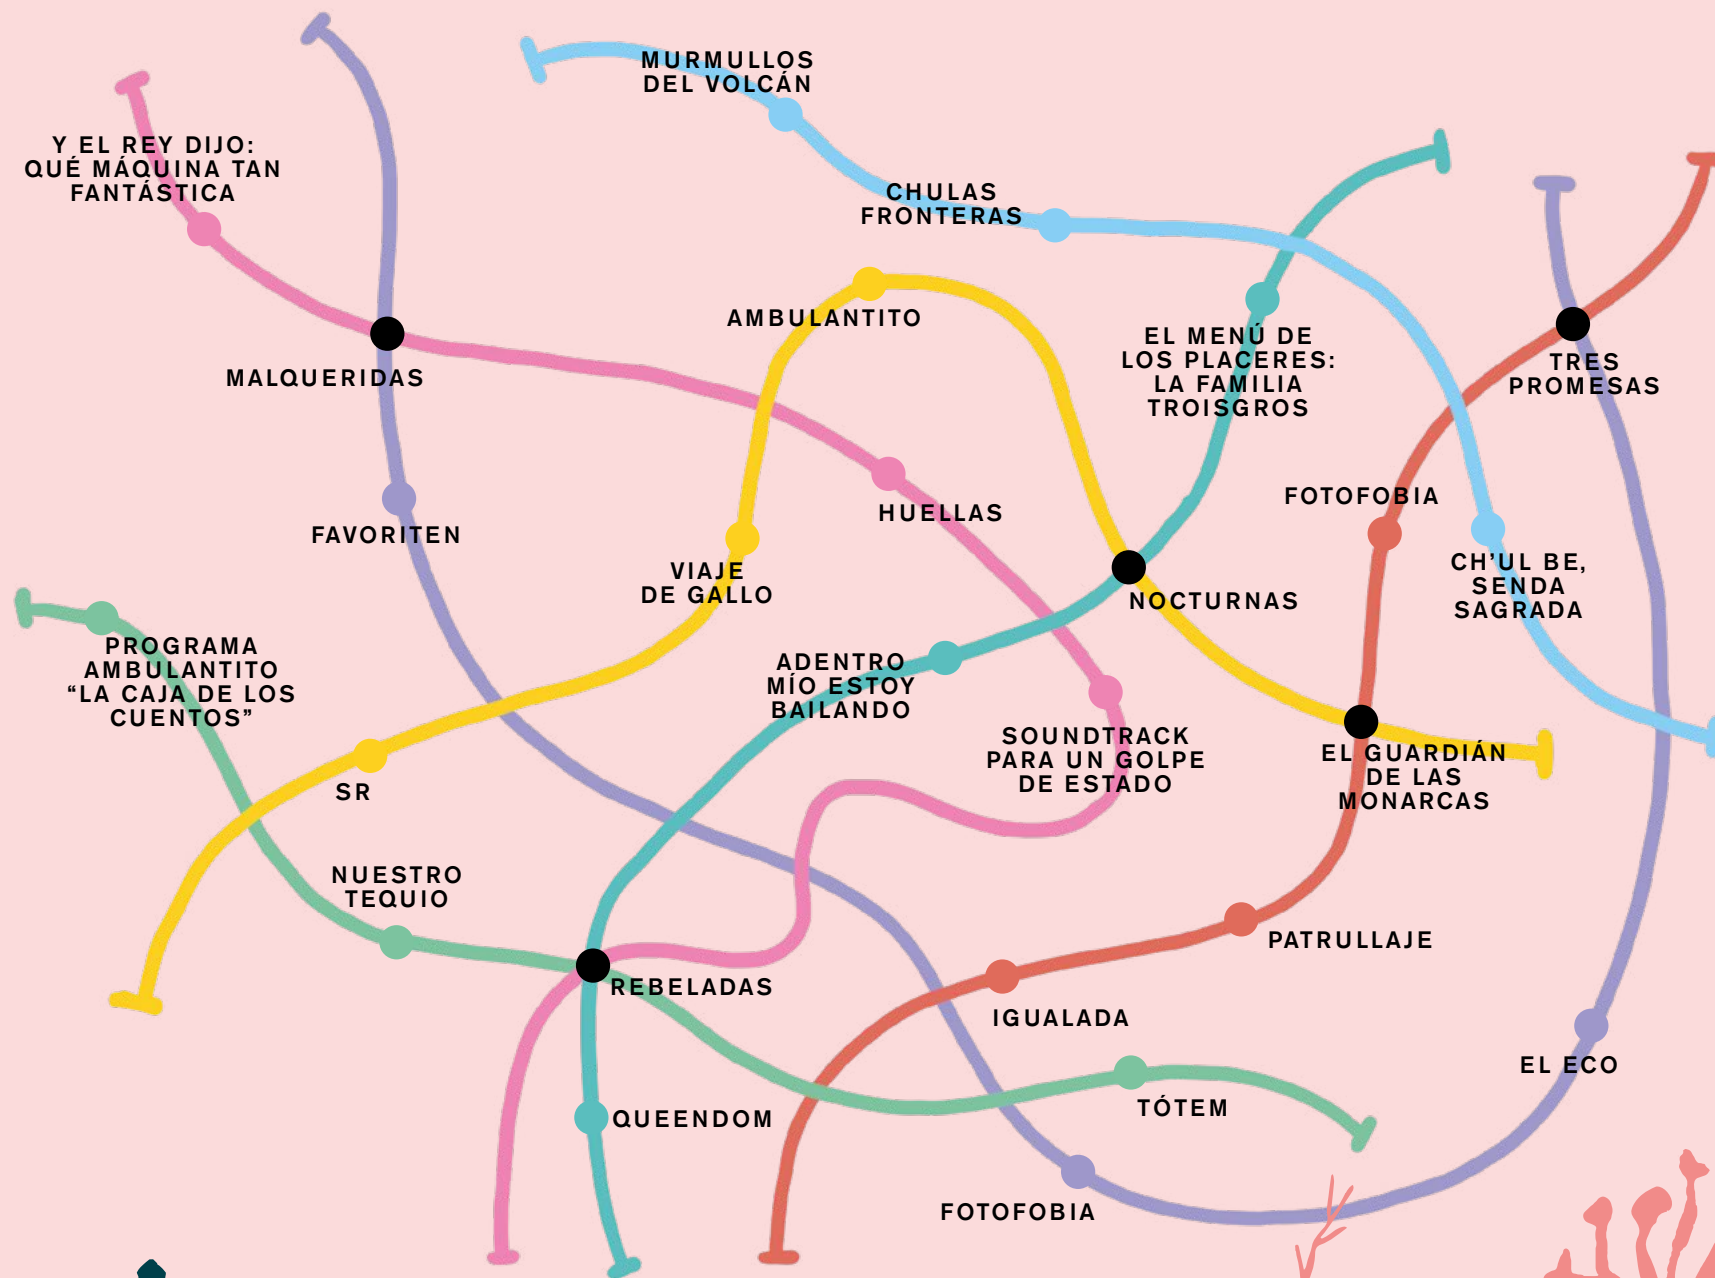 MURMULLOS
DEL VOLCÁN
Y EL REY DIJO:
QUÉ MÁQUINA TAN
FANTÁSTICA
CHULAS
FRONTERAS
AMBULANTITO
EL MENÚ DE
LOS PLACERES:
LA FAMILIA
TROISGROS
TRES
PROMESAS
MALQUERIDAS
HUELLAS
FOTOFOBIA
FAVORITEN
VIAJE
DE GALLO
CH’UL BE,
SENDA
SAGRADA
NOCTURNAS
PROGRAMA
AMBULANTITO
“LA CAJA DE LOS
CUENTOS”
ADENTRO
MÍO ESTOY
BAILANDO
SOUNDTRACK
PARA UN GOLPE
DE ESTADO
EL GUARDIÁN
DE LAS
MONARCAS
SR
NUESTRO
TEQUIO
PATRULLAJE
REBELADAS
IGUALADA
EL ECO
QUEENDOM
TÓTEM
FOTOFOBIA